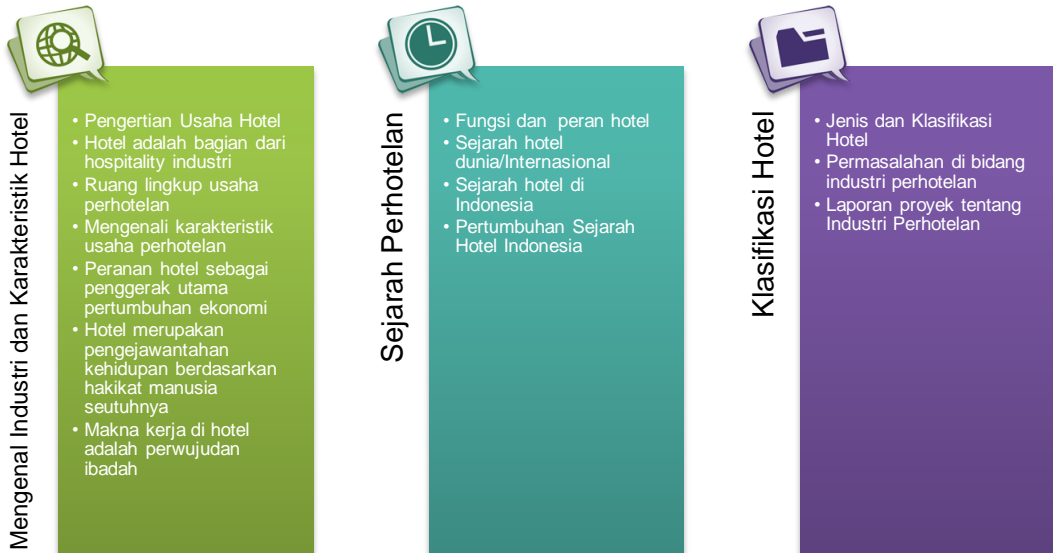 Mengenal Industri dan Karakteristik Hotel
• Pengertian Usaha Hotel
• Hotel adalah bagian dari
hospitality industri
• Ruang lingkup usaha
perhotelan
• Mengenali karakteristik
usaha perhotelan
• Peranan hotel sebagai
penggerak utama
pertumbuhan ekonomi
• Hotel merupakan
pengejawantahan
kehidupan berdasarkan
hakikat manusia
seutuhnya
• Makna kerja di hotel
adalah perwujudan
ibadah
Sejarah Perhotelan
• Fungsi dan peran hotel
• Sejarah hotel
dunia/Internasional
• Sejarah hotel di
Indonesia
• Pertumbuhan Sejarah
Hotel Indonesia
Klasifikasi Hotel
• Jenis dan Klasifikasi
Hotel
• Permasalahan di bidang
industri perhotelan
• Laporan proyek tentang
Industri Perhotelan